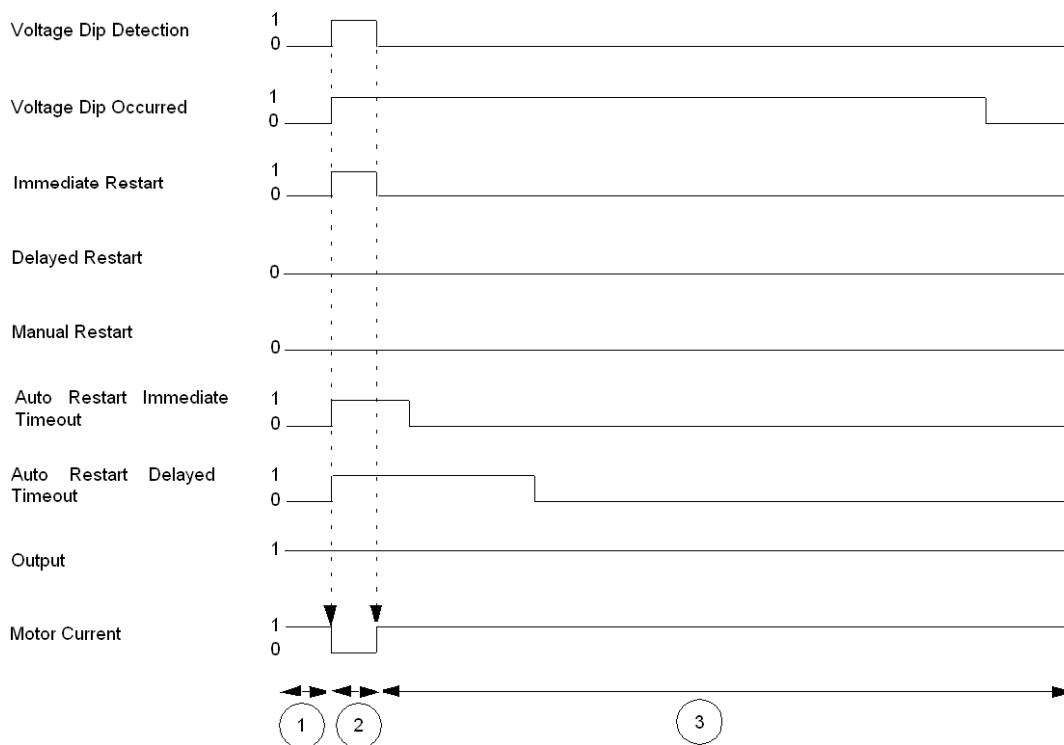 Voltage Dip Detection
1
0
Voltage Dip Occurred
1
0
Immediate Restart
1
0
Delayed Restart
0
Manual Restart
0
Auto Restart Immediate
Timeout
1
0
Auto Restart Delayed
Timeout
1
0
Output
1
Motor Current
1
0
1
2
3